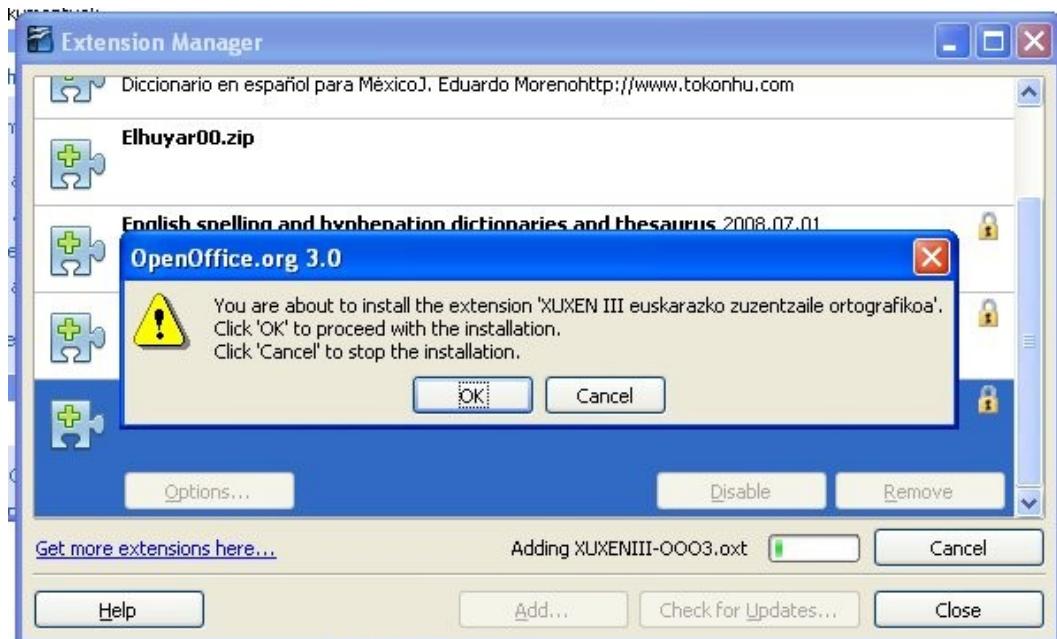 Extension Manager
Diccionario en español para MéxicoJ. Eduardo Morenohttp://www.tokonhu.com
Elhuyar00.zip
English spelling and hyphenation dictionaries and thesaurus 2008.07.01
OpenOffice.org 3.0
You are about to install the extension 'XUXEN III euskarazko zuzentzaile ortografikoa'.
Click 'OK' to proceed with the installation.
Click 'Cancel' to stop the installation.
OK Cancel
Options... Disable Remove
Get more extensions here... Adding XUXENIII-OOO3.oxt Cancel
Help Add... Check for Updates... Close